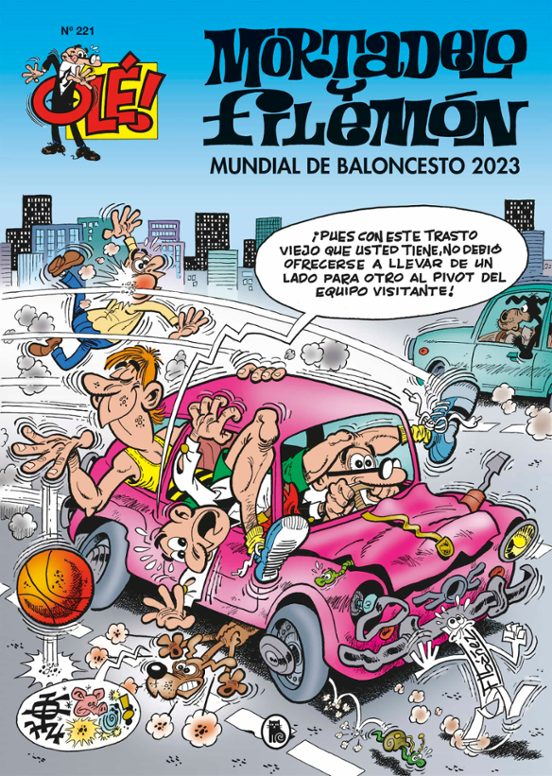 Nº 221
OLÉ!
MORTADELO
Y
FILEMÓN
MUNDIAL DE BALONCESTO 2023
¡PUES CON ESTE TRASTO
VIEJO QUE USTED TIENE, NO DEBIÓ
OFRECERSE A LLEVAR DE UN
LADO PARA OTRO AL PIVOT DEL
EQUIPO VISITANTE!